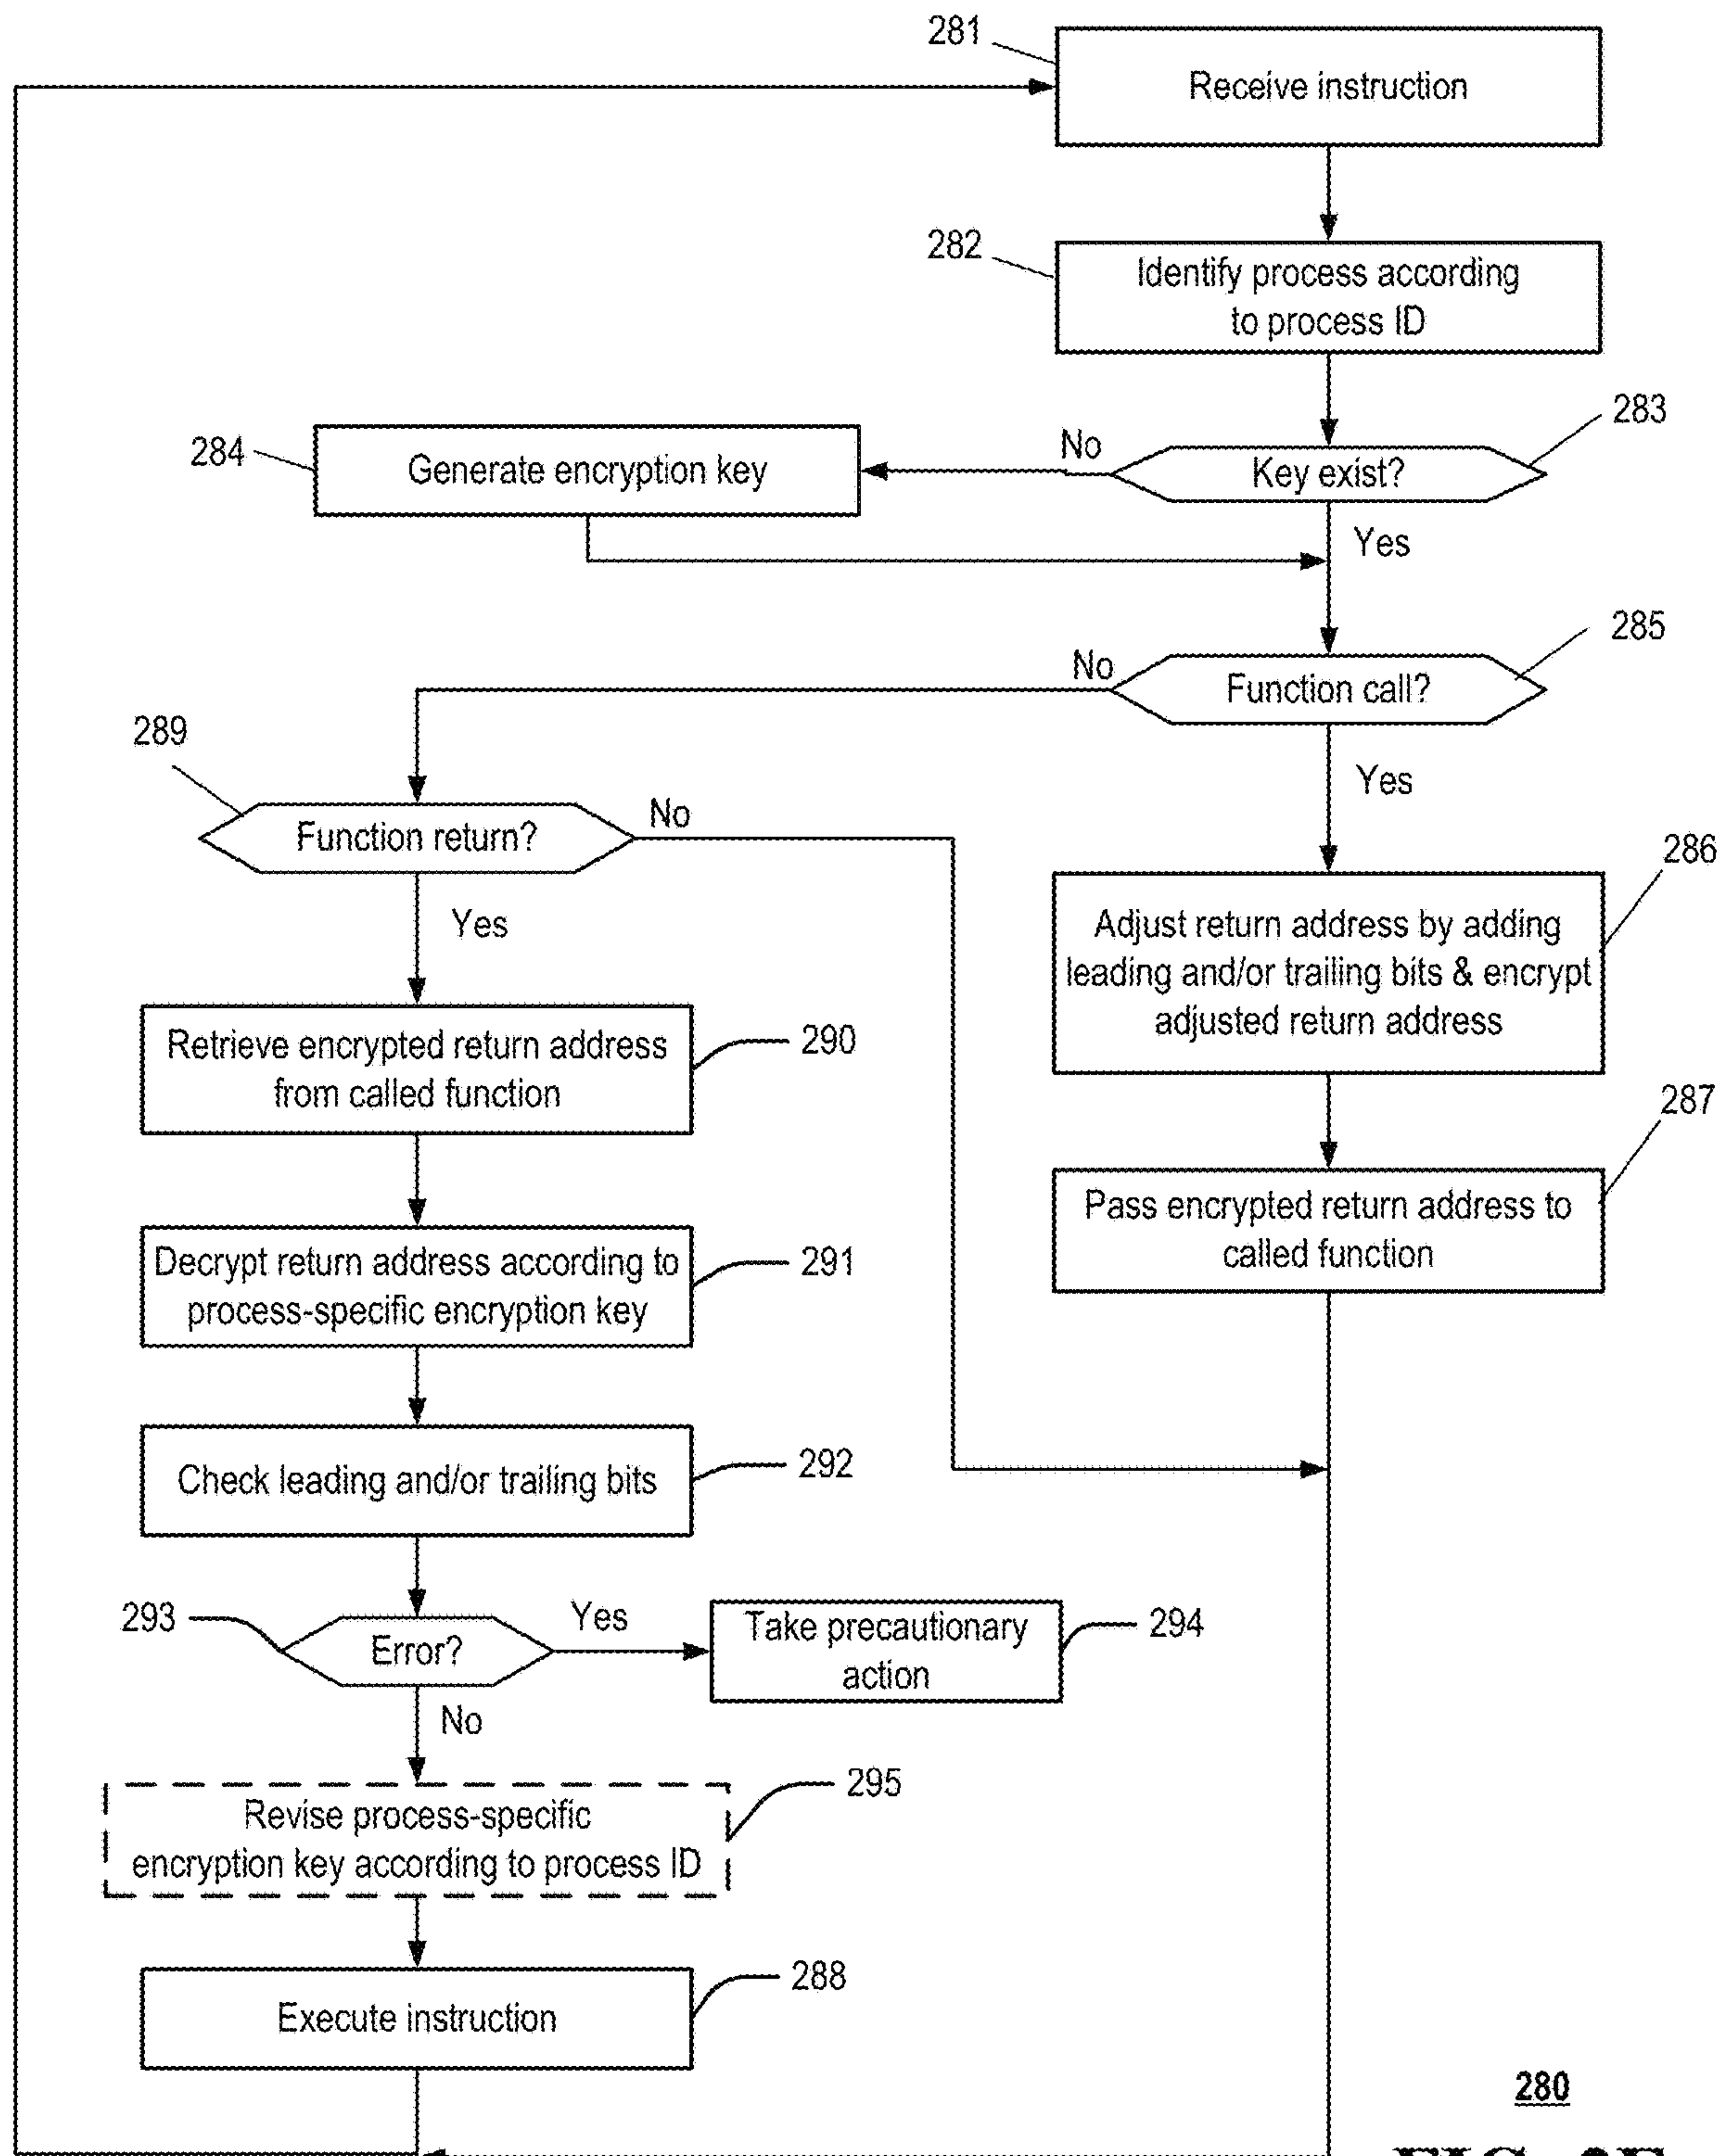 281
Receive instruction
282
Identify process according
to process ID
283
No
Key exist?
284
Generate encryption key
Yes
285
No
Function call?
289
Yes
Function return?
No
286
Yes
Adjust return address by adding
leading and/or trailing bits & encrypt
adjusted return address
Retrieve encrypted return address
from called function
290
287
Pass encrypted return address to
called function
Decrypt return address according to
process-specific encryption key
291
Check leading and/or trailing bits
292
293
Error?
Yes
Take precautionary
action
294
No
Revise process-specific
encryption key according to process ID
295
Execute instruction
288
280